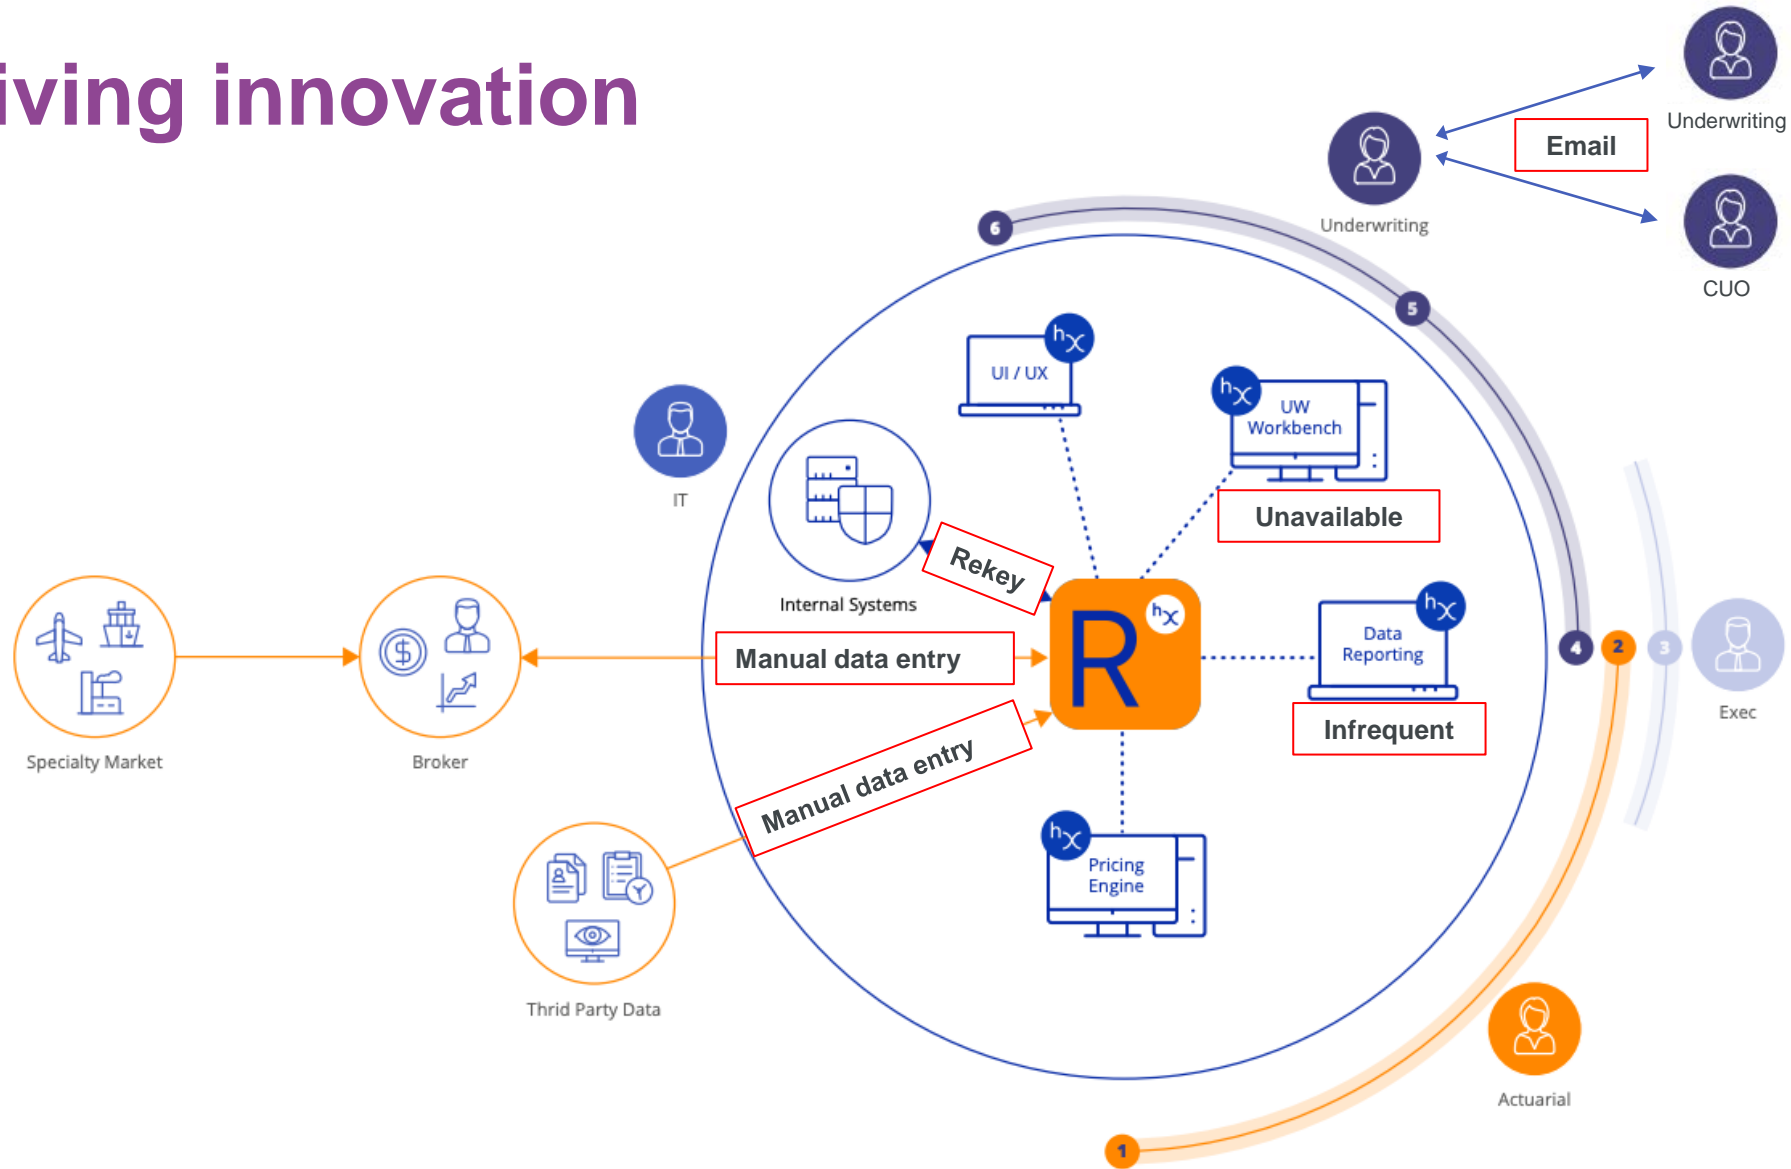 iving innovation
Underwriting
Email
Underwriting
CUO
6
5
hx
UI / UX
hx
UW
Workbench
IT
Unavailable
Rekey
Internal Systems
hx
R
hx
Data
Reporting
Manual data entry
4
2
3
Infrequent
Exec
Specialty Market
Broker
Manual data entry
hx
Pricing
Engine
Thrid Party Data
Actuarial
1